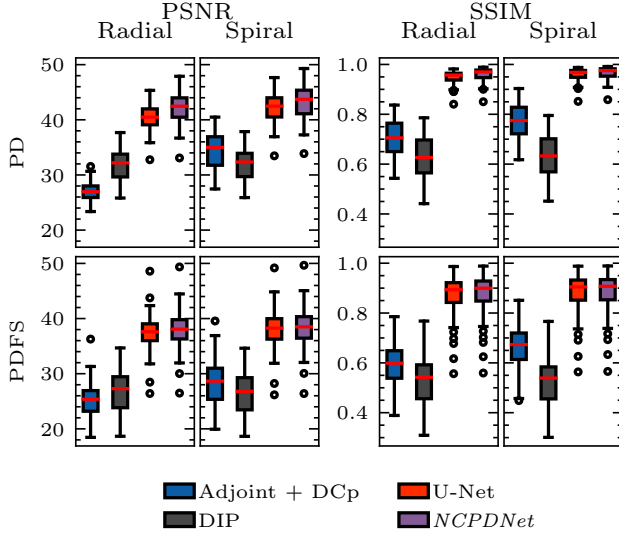 PSNR SSIM
Radial Spiral Radial Spiral
PD
50
40
30
20
1.0
0.8
0.6
0.4
PDFS
50
40
30
20
1.0
0.8
0.6
0.4
Adjoint + DCp U-Net
DIP NCPDNet